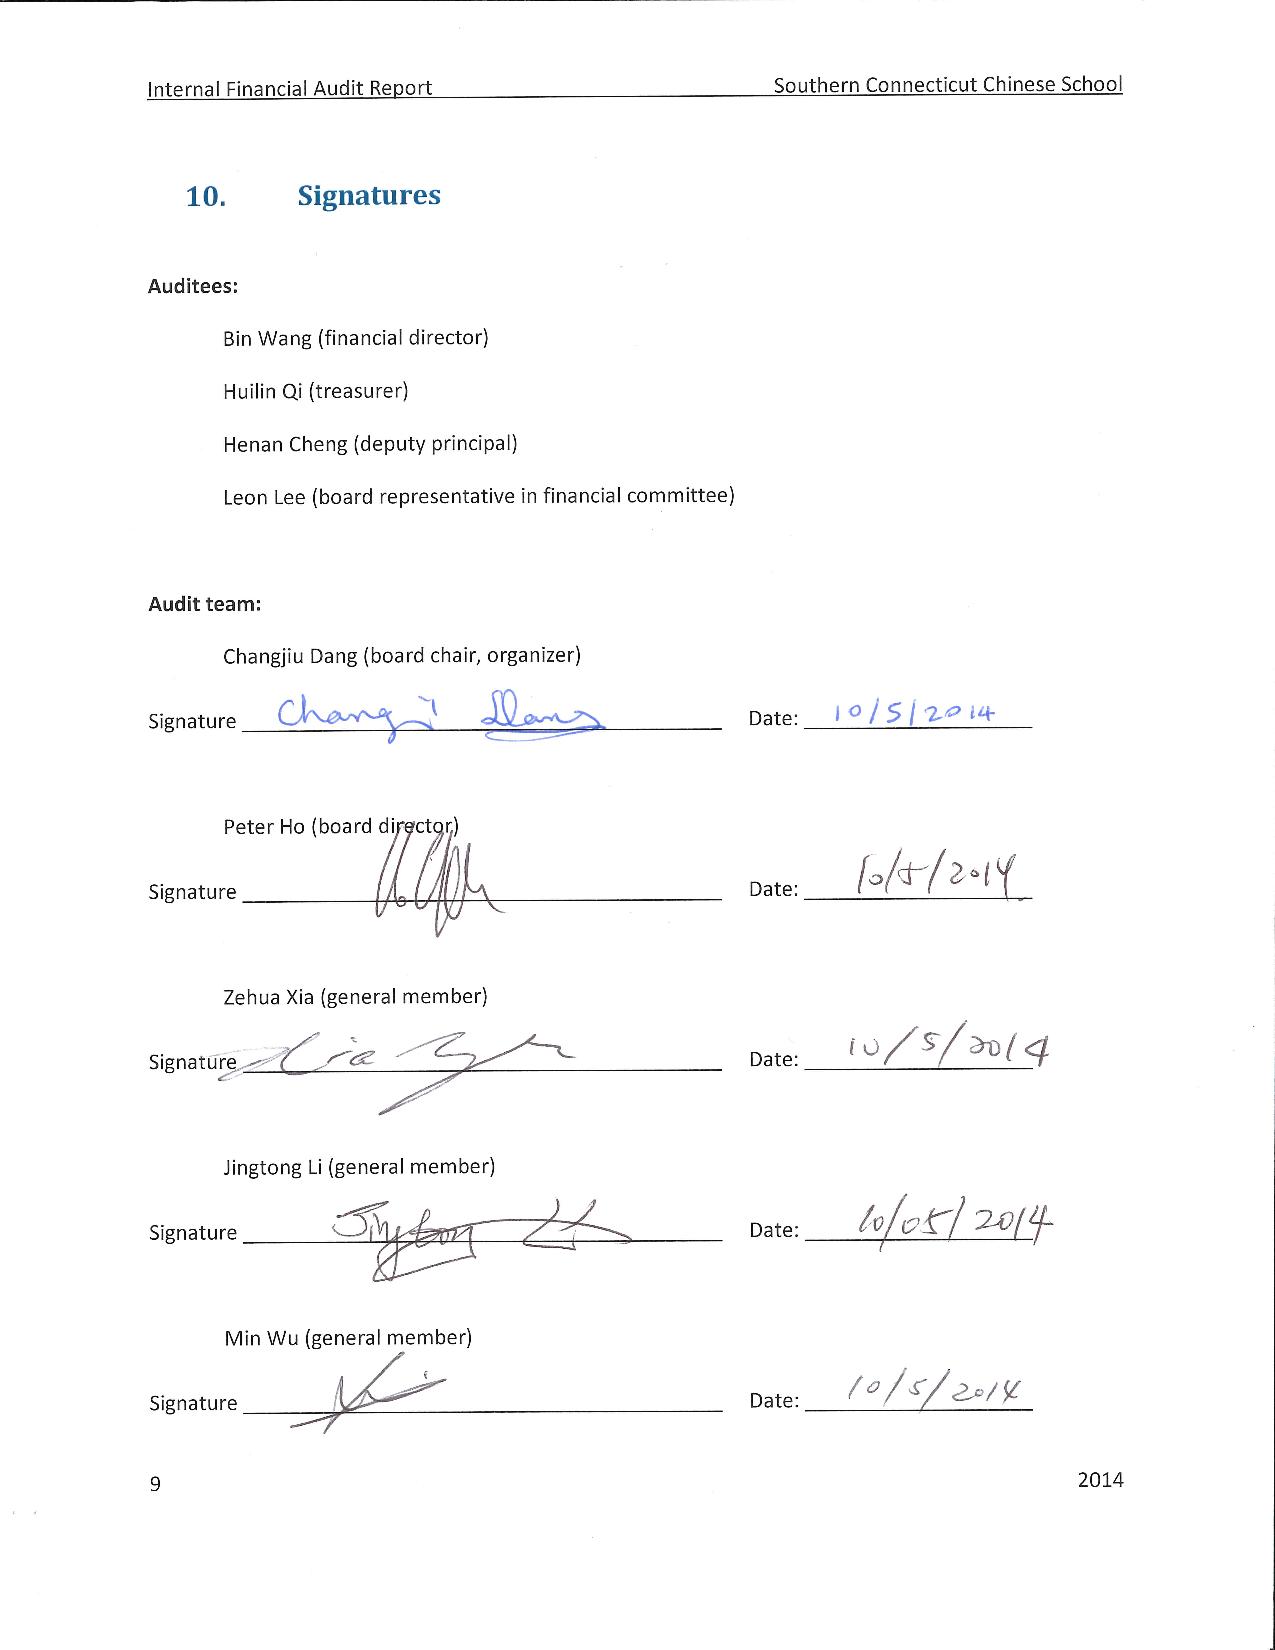 Internal Financial Audit Report Southern Connecticut Chinese School
10. Signatures
Auditees:
Bin Wang (financial director)
Huilin Qi (treasurer)
Henan Cheng (deputy principal)
Leon Lee (board representative in financial committee)
Audit team:
Changjiu Dang (board chair, organizer)
Signature Changji Dang Date: 10/5/2014
Peter Ho (board director)
Signature Date: 10/5/2014
Zehua Xia (general member)
Signature Xia Date: 10/5/2014
Jingtong Li (general member)
Signature Jingtong Li Date: 10/05/2014
Min Wu (general member)
Signature Date: 10/5/2014
9 2014